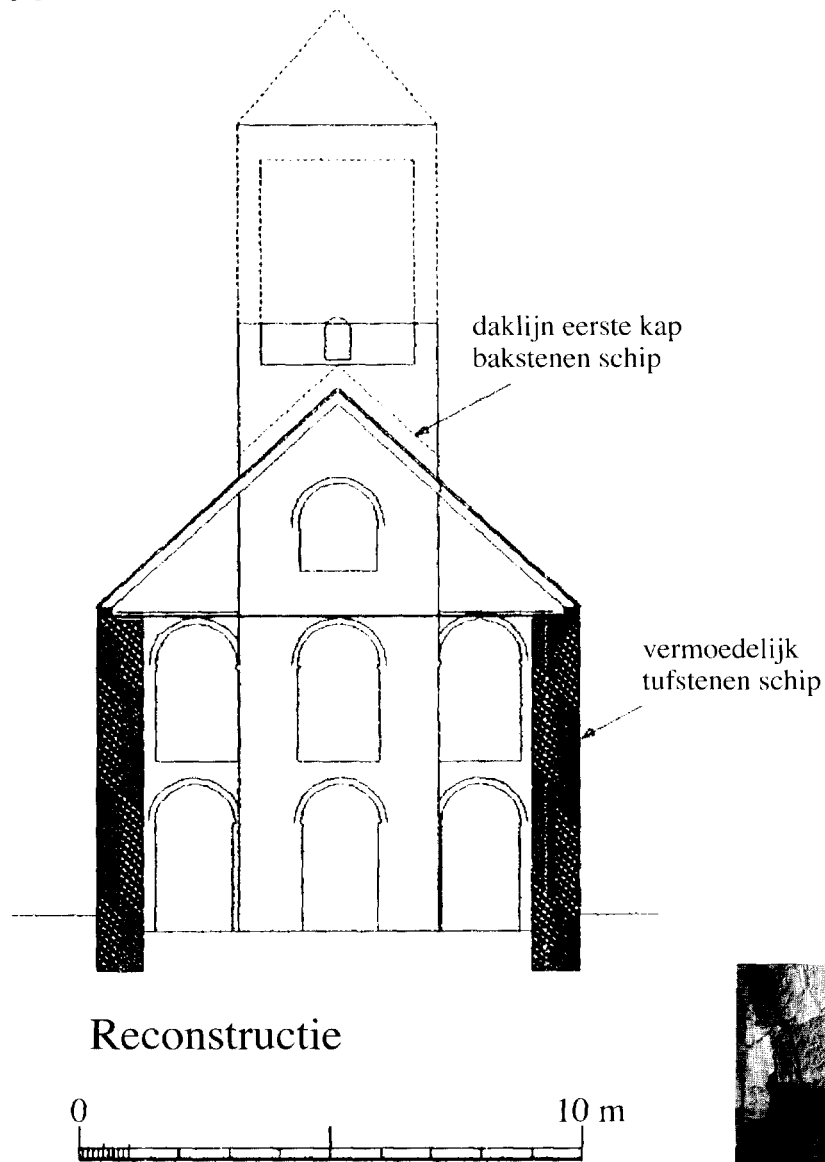 daklijn eerste kap
bakstenen schip
vermoedelijk
tufstenen schip
Reconstructie
0 10 m